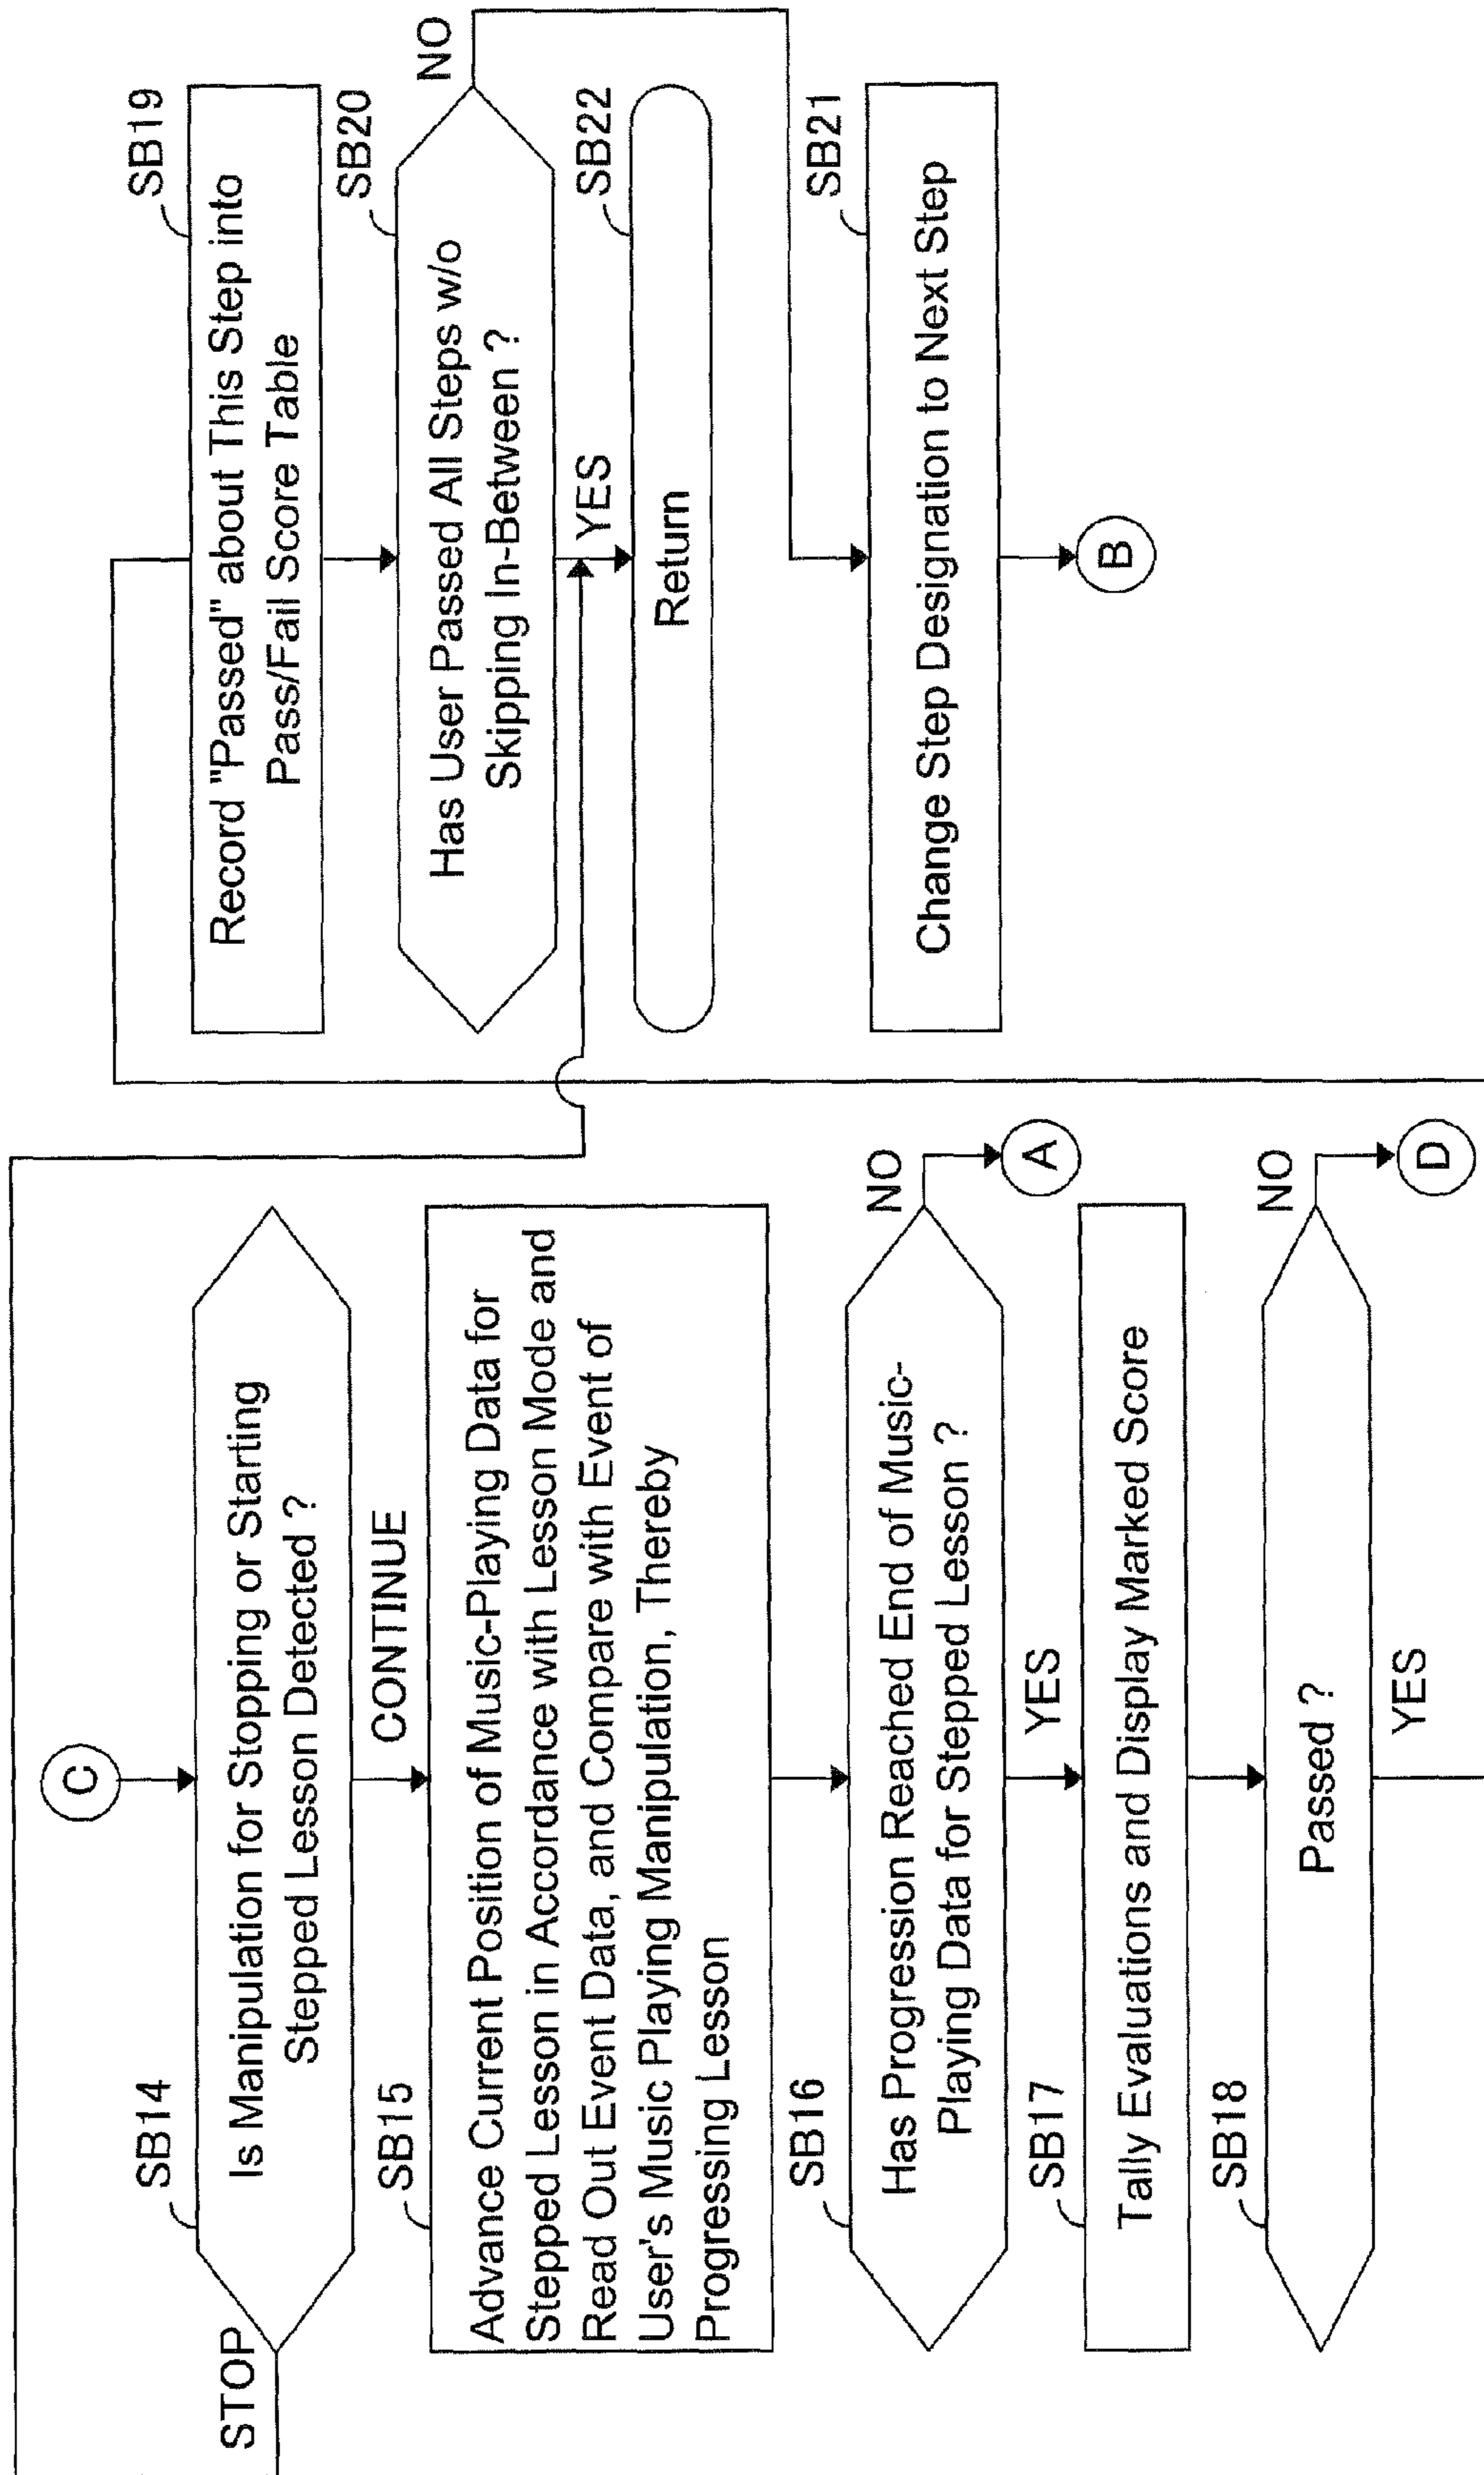 C
STOP
SB14
Is Manipulation for Stopping or Starting
Stepped Lesson Detected ?
CONTINUE
SB15
Advance Current Position of Music-Playing Data for
Stepped Lesson in Accordance with Lesson Mode and
Read Out Event Data, and Compare with Event of
User's Music Playing Manipulation, Thereby
Progressing Lesson
SB16
Has Progression Reached End of Music-
Playing Data for Stepped Lesson ?
NO
A
YES
SB17
Tally Evaluations and Display Marked Score
SB18
Passed ?
NO
D
YES
SB19
Record "Passed" about This Step into
Pass/Fail Score Table
SB20
Has User Passed All Steps w/o
Skipping In-Between ?
NO
YES
SB22
Return
SB21
Change Step Designation to Next Step
B